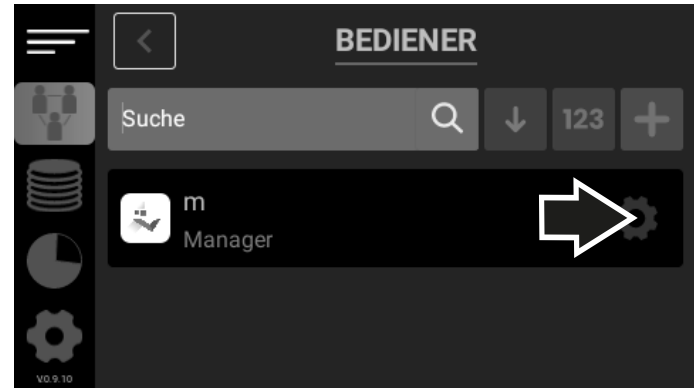 BEDIENER
Suche
123
m
Manager
V0.9.10